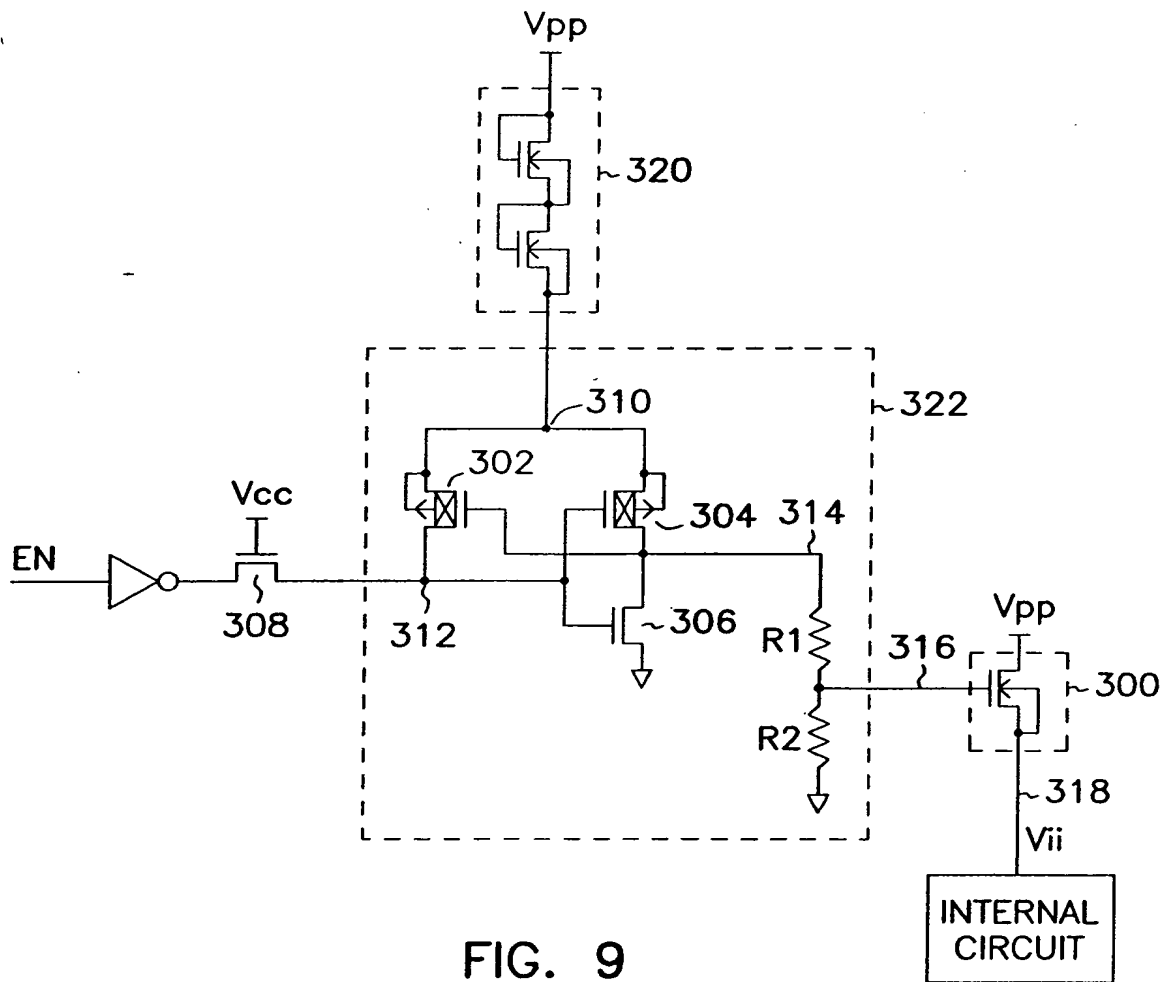 Vpp
320
310
322
302
Vcc
304
314
EN
308
312
306
R1
316
Vpp
300
R2
318
Vii
INTERNAL
CIRCUIT
FIG. 9